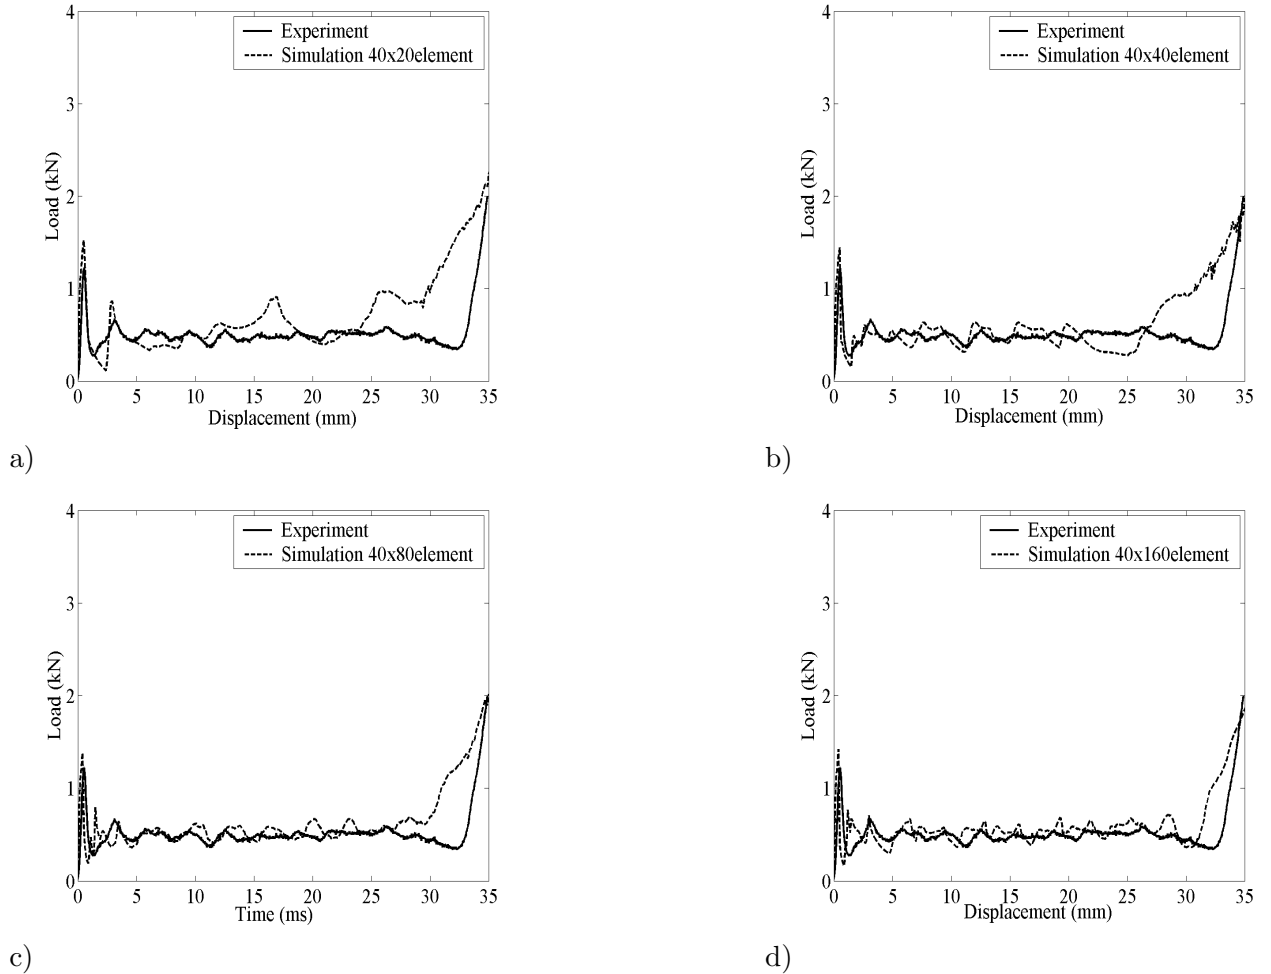 4
3
2
1
0
Load (kN)
Experiment
Simulation 40x20element
0 5 10 15 20 25 30 35
Displacement (mm)
a)
4
3
2
1
0
Load (kN)
Experiment
Simulation 40x40element
0 5 10 15 20 25 30 35
Displacement (mm)
b)
4
3
2
1
0
Load (kN)
Experiment
Simulation 40x80element
0 5 10 15 20 25 30 35
Time (ms)
c)
4
3
2
1
0
Load (kN)
Experiment
Simulation 40x160element
0 5 10 15 20 25 30 35
Displacement (mm)
d)